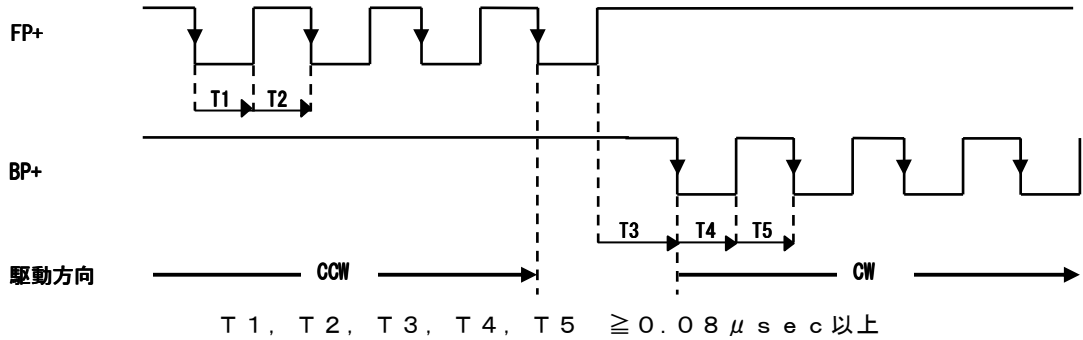 FP+
T1 T2
BP+
T3 T4 T5
駆動方向 CCW CW
T1, T2, T3, T4, T5 ≧0.08μsec以上